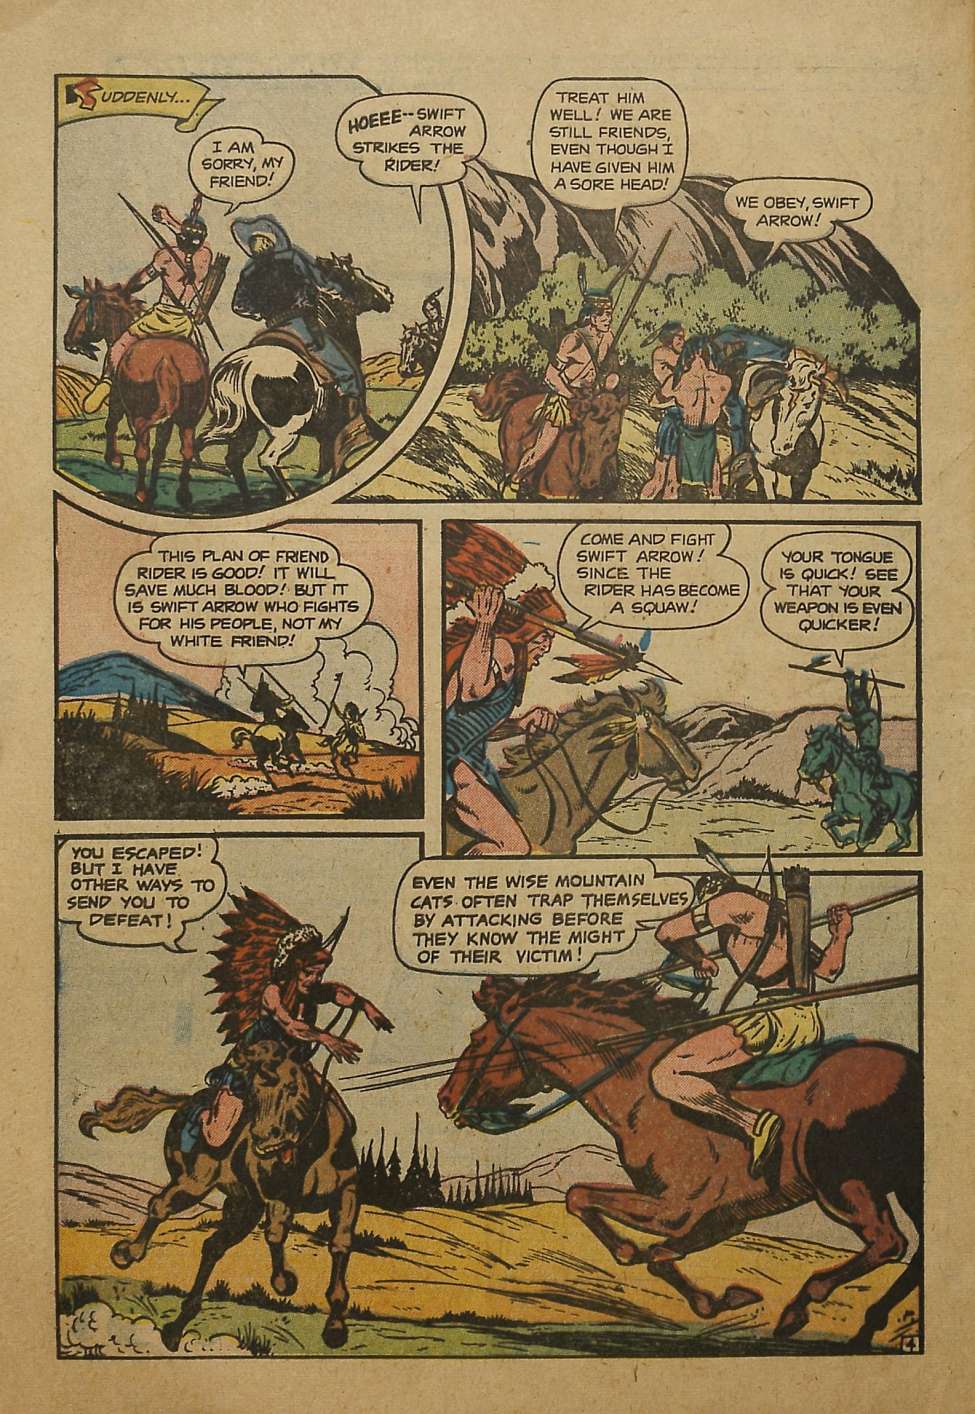 SUDDENLY...
I AM
SORRY, MY
FRIEND!
HOEEE--SWIFT
ARROW
STRIKES THE
RIDER!
TREAT HIM
WELL! WE ARE
STILL FRIENDS,
EVEN THOUGH I
HAVE GIVEN HIM
A SORE HEAD!
WE OBEY, SWIFT
ARROW!
THIS PLAN OF FRIEND
RIDER IS GOOD! IT WILL
SAVE MUCH BLOOD! BUT IT
IS SWIFT ARROW WHO FIGHTS
FOR HIS PEOPLE, NOT MY
WHITE FRIEND!
COME AND FIGHT
SWIFT ARROW!
SINCE THE
RIDER HAS BECOME
A SQUAW!
YOUR TONGUE
IS QUICK! SEE
THAT YOUR
WEAPON IS EVEN
QUICKER!
YOU ESCAPED!
BUT I HAVE
OTHER WAYS TO
SEND YOU TO
DEFEAT!
EVEN THE WISE MOUNTAIN
CATS OFTEN TRAP THEMSELVES
BY ATTACKING BEFORE
THEY KNOW THE MIGHT
OF THEIR VICTIM!
4